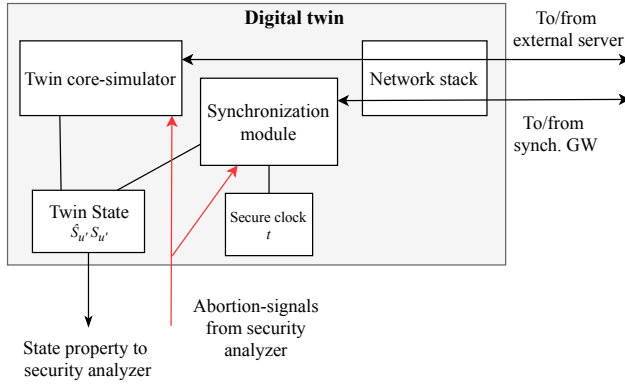 Digital twin
To/from
external server
Twin core-simulator
Network stack
Synchronization
module
To/from
synch. GW
Twin State
Ŝu' Su'
Secure clock
t
Abortion-signals
from security
analyzer
State property to
security analyzer